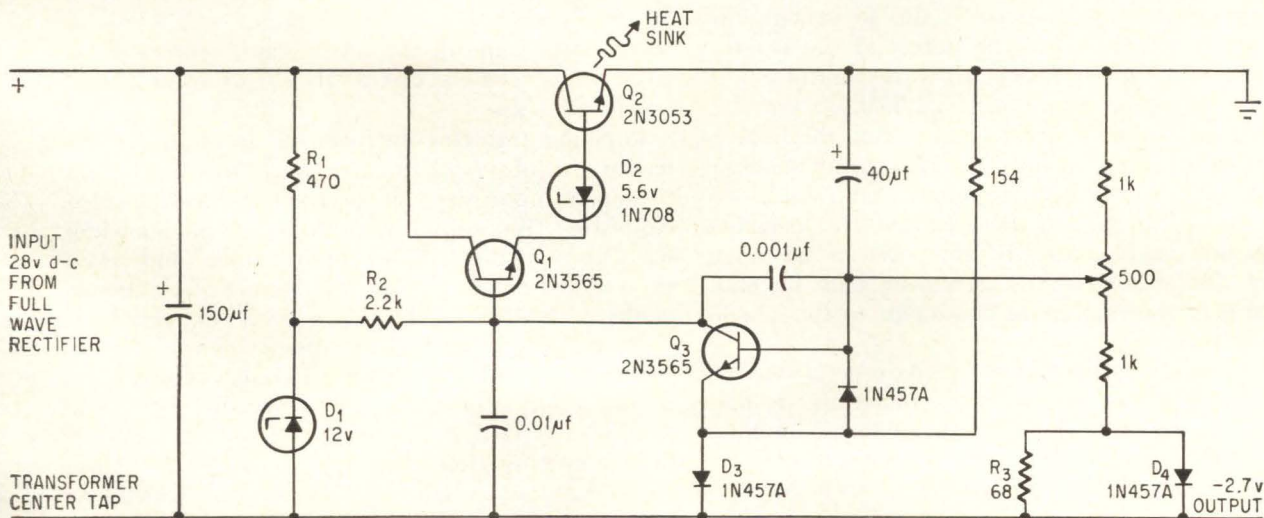 HEAT
SINK
+
Q2
2N3053
R1
470
D2
5.6v
1N708
+
40µf
154
1k
INPUT
28v d-c
FROM
FULL
WAVE
RECTIFIER
+
150µf
Q1
2N3565
0.001µf
500
R2
2.2k
Q3
2N3565
1k
1N457A
D1
12v
0.01µf
TRANSFORMER
CENTER TAP
D3
1N457A
R3
68
D4
1N457A
-2.7v
OUTPUT